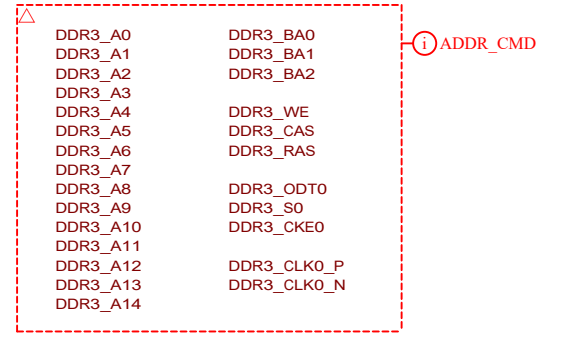 DDR3_A0 DDR3_BA0
DDR3_A1 DDR3_BA1
DDR3_A2 DDR3_BA2
DDR3_A3
DDR3_A4 DDR3_WE
DDR3_A5 DDR3_CAS
DDR3_A6 DDR3_RAS
DDR3_A7
DDR3_A8 DDR3_ODT0
DDR3_A9 DDR3_S0
DDR3_A10 DDR3_CKE0
DDR3_A11
DDR3_A12 DDR3_CLK0_P
DDR3_A13 DDR3_CLK0_N
DDR3_A14
i ADDR_CMD